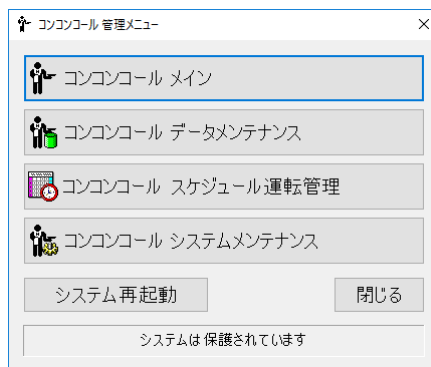 コンコンコール 管理メニュー
コンコンコール メイン
コンコンコール データメンテナンス
コンコンコール スケジュール運転管理
コンコンコール システムメンテナンス
システム再起動
閉じる
システムは保護されています